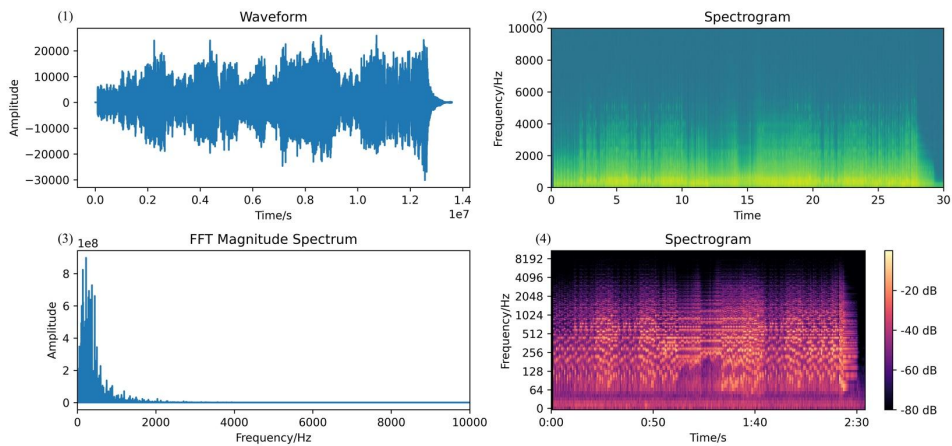 (1)
Waveform
20000
10000
0
−10000
−20000
−30000
Amplitude
0.0 0.2 0.4 0.6 0.8 1.0 1.2 1.4
1e7
Time/s
(2)
Spectrogram
10000
8000
6000
4000
2000
0
Frequency/Hz
0 5 10 15 20 25 30
Time
(3)
FFT Magnitude Spectrum
1e8
8
6
4
2
0
Amplitude
0 2000 4000 6000 8000 10000
Frequency/Hz
(4)
Spectrogram
8192
4096
2048
1024
512
256
128
64
0
Frequency/Hz
0:00 0:50 1:40 2:30
Time/s
-20 dB
-40 dB
-60 dB
-80 dB